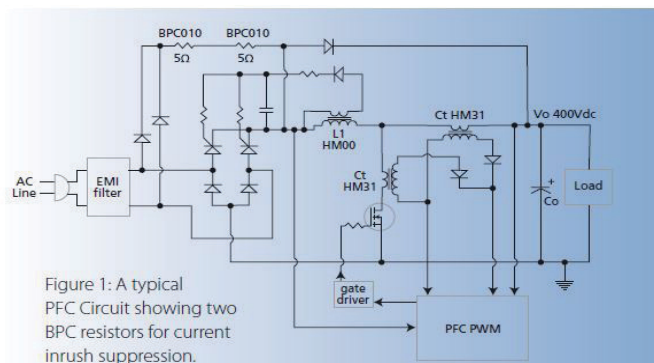 BPC010 BPC010
5Ω 5Ω
Ct HM31
Vo 400Vdc
L1
HM00
Ct
HM31
AC
Line
EMI
filter
+
Co
Load
gate
driver
PFC PWM
Figure 1: A typical
PFC Circuit showing two
BPC resistors for current
inrush suppression.